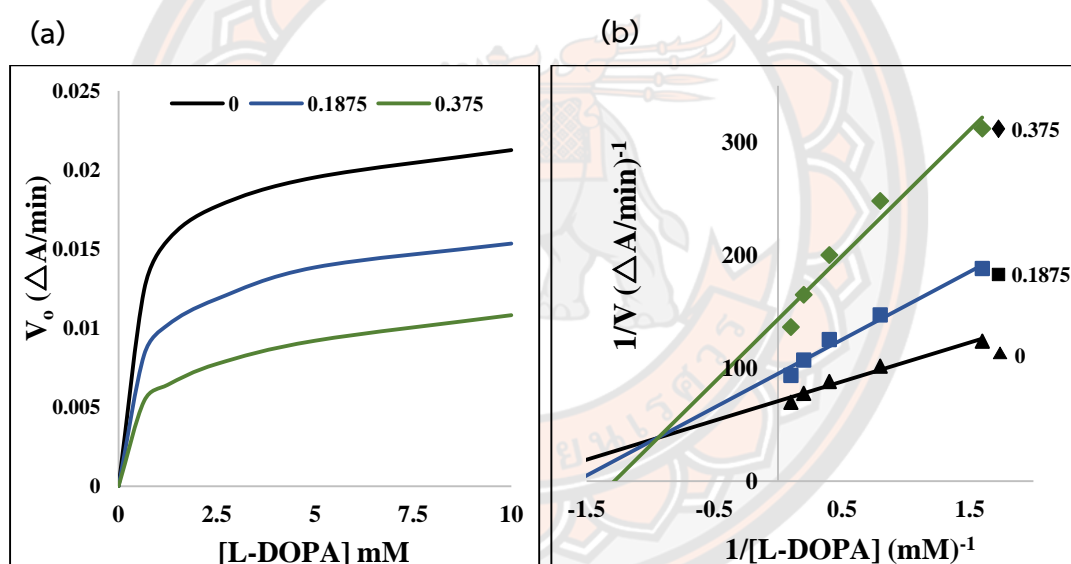 (a)
(b)
0.025
0.02
0.015
0.01
0.005
0
V₀ (△A/min)
0 0.1875 0.375
0 2.5 5 7.5 10
[L-DOPA] mM
300
200
100
0
1/V (△A/min)⁻¹
0.375
0.1875
0
-1.5 -0.5 0.5 1.5
1/[L-DOPA] (mM)⁻¹